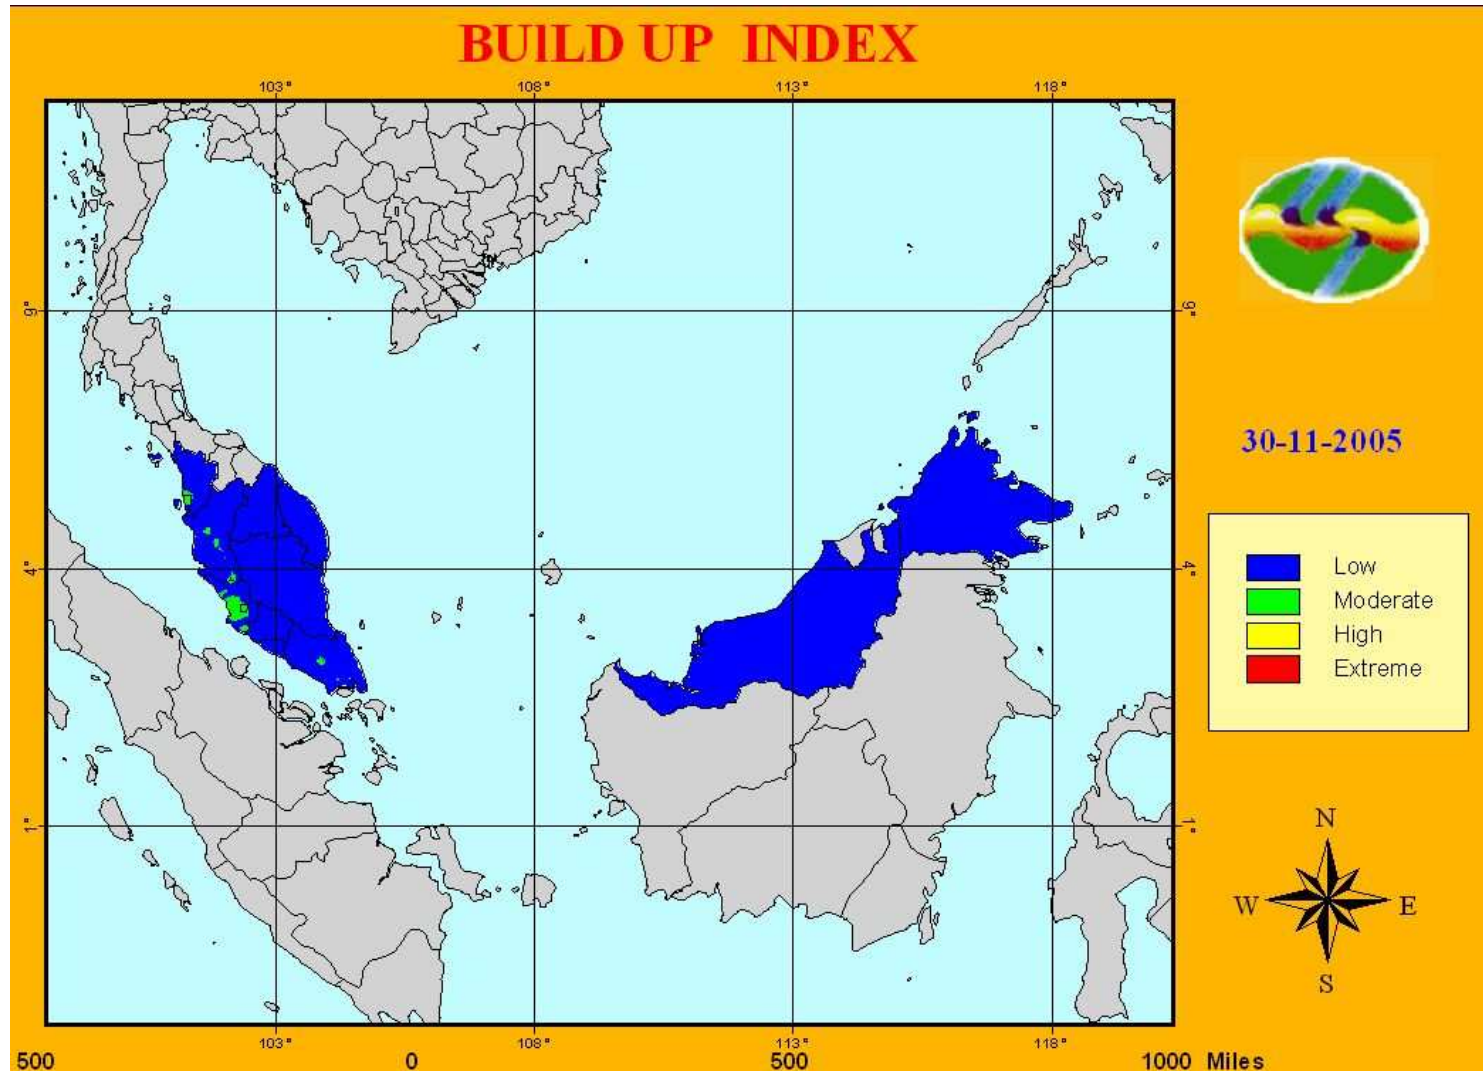 BUILD UP INDEX
103° 108° 113° 118°
9° 9°
30-11-2005
4° 4°
Low
Moderate
High
Extreme
1° 1°
N
W E
S
103° 108° 113° 118°
500 0 500 1000 Miles